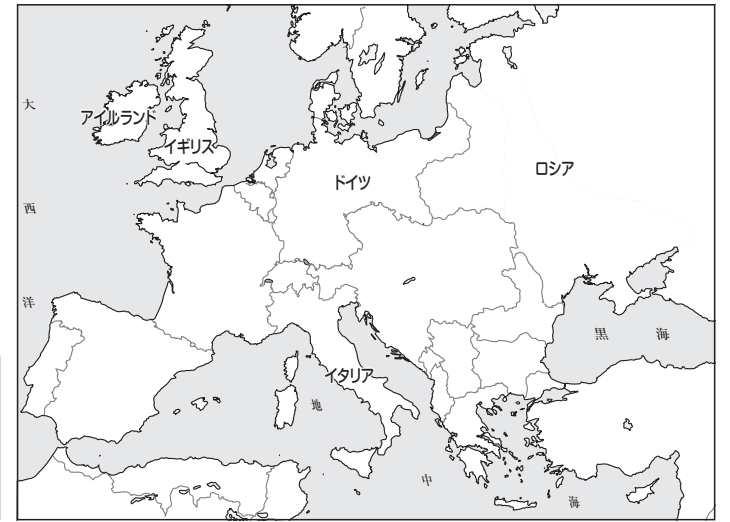 大
西
洋
アイルランド
イギリス
ドイツ
ロシア
イタリア
黒 海
地
中
海